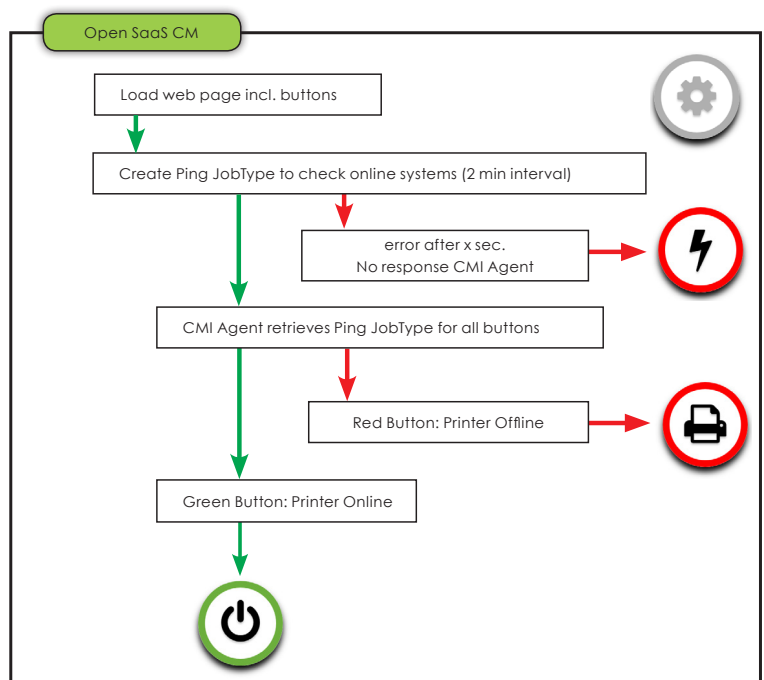 Open SaaS CM
Load web page incl. buttons
Create Ping JobType to check online systems (2 min interval)
error after x sec.
No response CMI Agent
CMI Agent retrieves Ping JobType for all buttons
Red Button: Printer Offline
Green Button: Printer Online